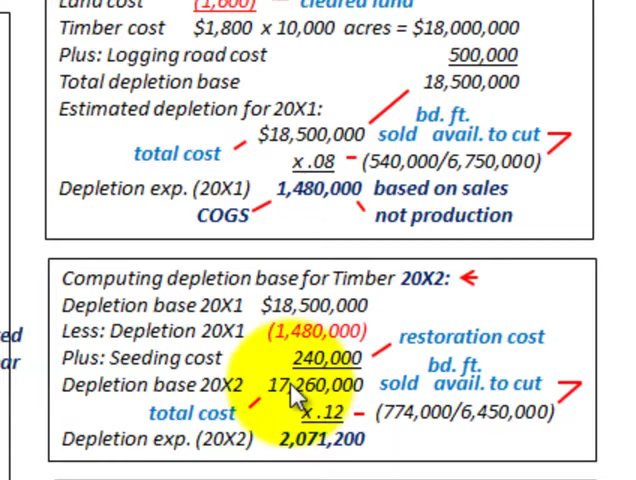 Land cost (1,600) cleared land
Timber cost $1,800 x 10,000 acres = $18,000,000
Plus: Logging road cost 500,000
Total depletion base 18,500,000
Estimated depletion for 20X1:
bd. ft.
$18,500,000 sold avail. to cut
total cost
x .08 (540,000/6,750,000)
Depletion exp. (20X1) 1,480,000 based on sales
COGS not production
Computing depletion base for Timber 20X2:
Depletion base 20X1 $18,500,000
Less: Depletion 20X1 (1,480,000)
restoration cost
Plus: Seeding cost 240,000
bd. ft.
Depletion base 20X2 17,260,000 sold avail. to cut
total cost x .12 (774,000/6,450,000)
Depletion exp. (20X2) 2,071,200